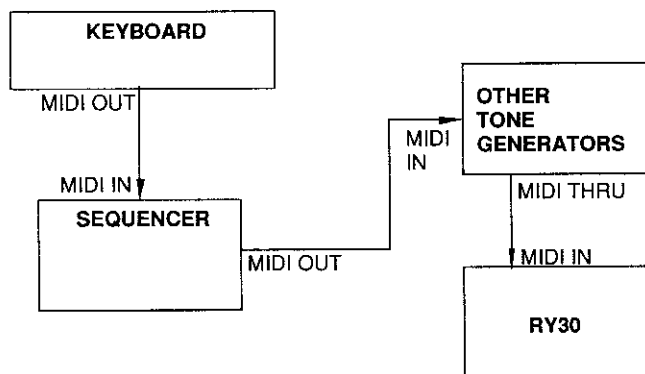 KEYBOARD
MIDI OUT
MIDI IN
SEQUENCER
MIDI OUT
MIDI
IN
OTHER
TONE
GENERATORS
MIDI THRU
MIDI IN
RY30